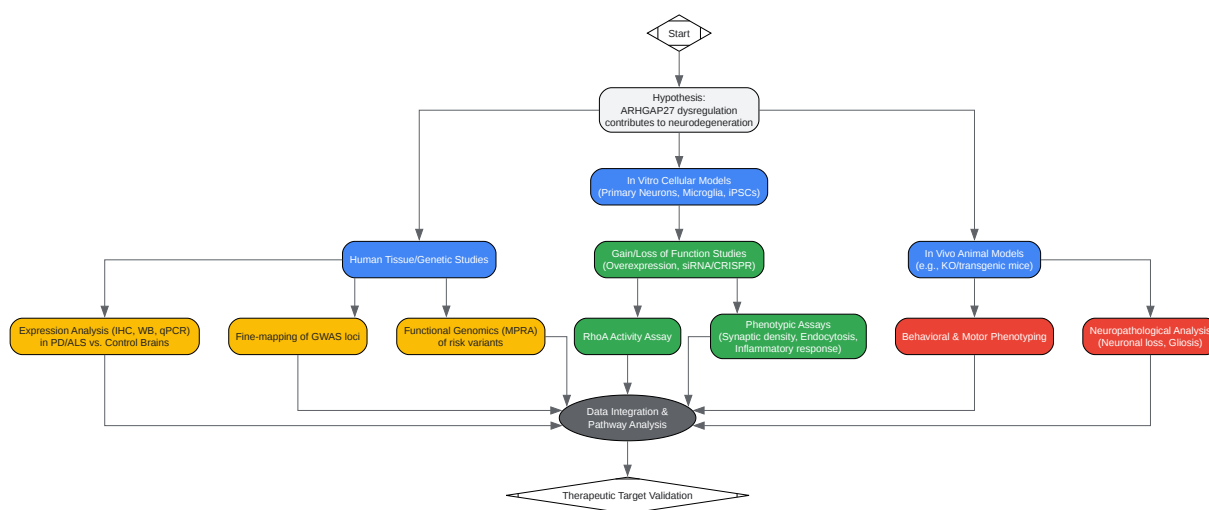 Start
Hypothesis:
ARHGAP27 dysregulation
contributes to neurodegeneration
In Vitro Cellular Models
(Primary Neurons, Microglia, iPSCs)
Human Tissue/Genetic Studies
Gain/Loss of Function Studies
(Overexpression, siRNA/CRISPR)
In Vivo Animal Models
(e.g., KO/transgenic mice)
Expression Analysis (IHC, WB, qPCR)
in PD/ALS vs. Control Brains
Fine-mapping of GWAS loci
Functional Genomics (MPRA)
of risk variants
RhoA Activity Assay
Phenotypic Assays
(Synaptic density, Endocytosis,
Inflammatory response)
Behavioral & Motor Phenotyping
Neuropathological Analysis
(Neuronal loss, Gliosis)
Data Integration &
Pathway Analysis
Therapeutic Target Validation